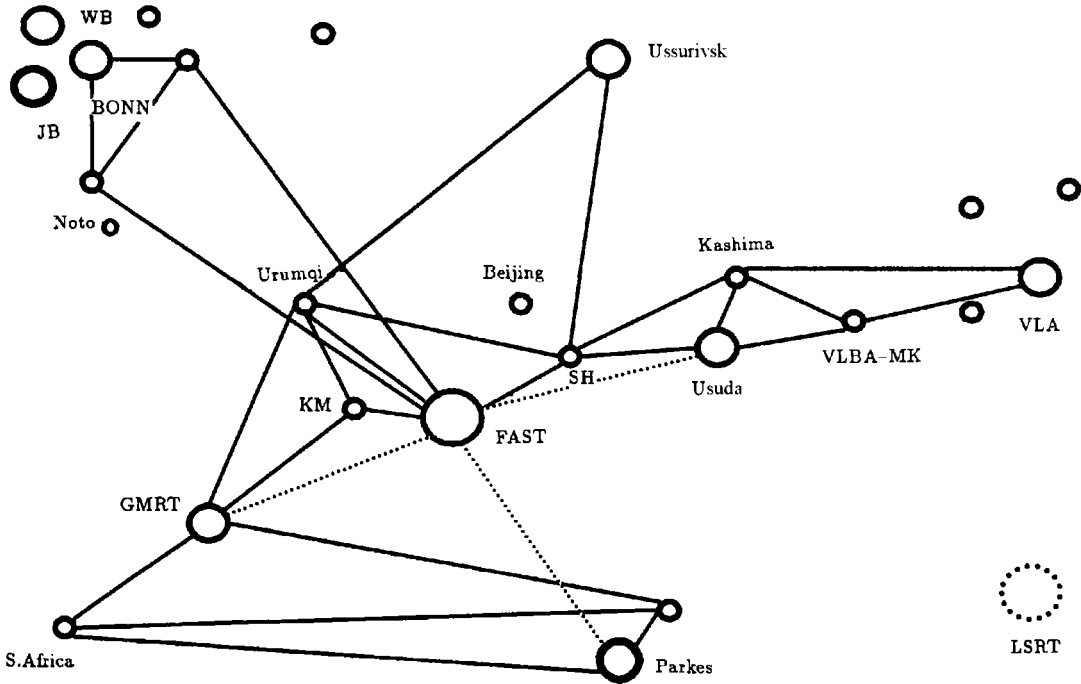 WB
Ussurivsk
BONN
JB
Noto
Kashima
Urumqi
Beijing
VLA
VLBA-MK
SH
Usuda
KM
FAST
GMRT
LSRT
S.Africa
Parkes